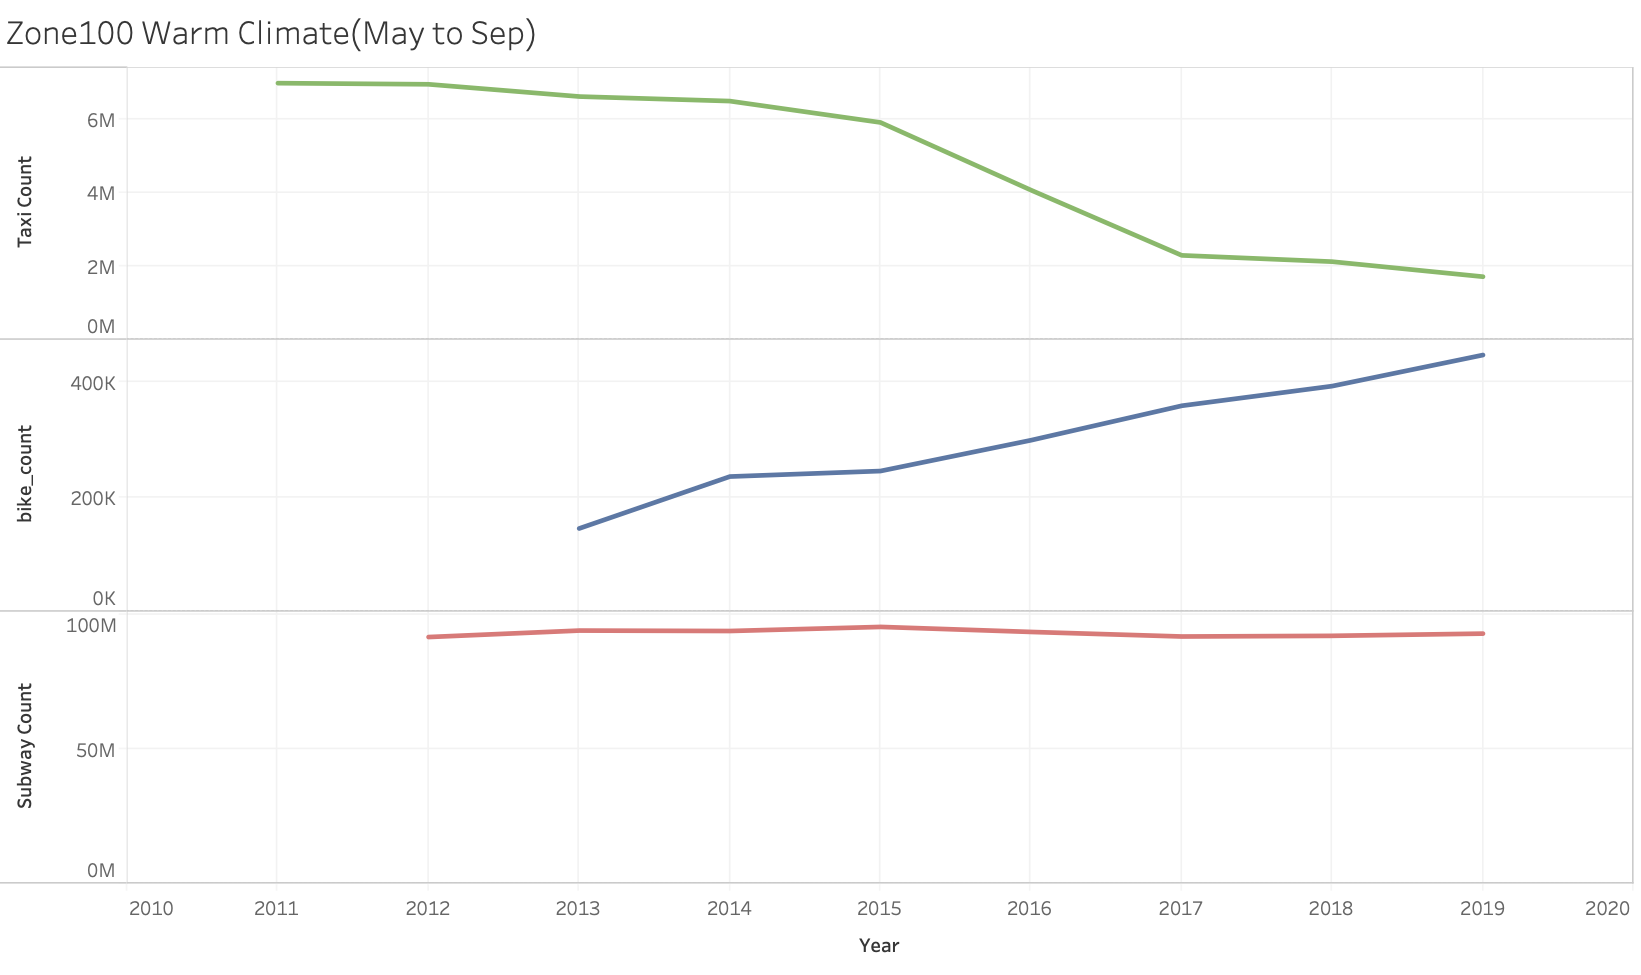 Zone100 Warm Climate(May to Sep)
Taxi Count
6M
4M
2M
0M
bike_count
400K
200K
0K
Subway Count
100M
50M
0M
2010 2011 2012 2013 2014 2015 2016 2017 2018 2019 2020
Year